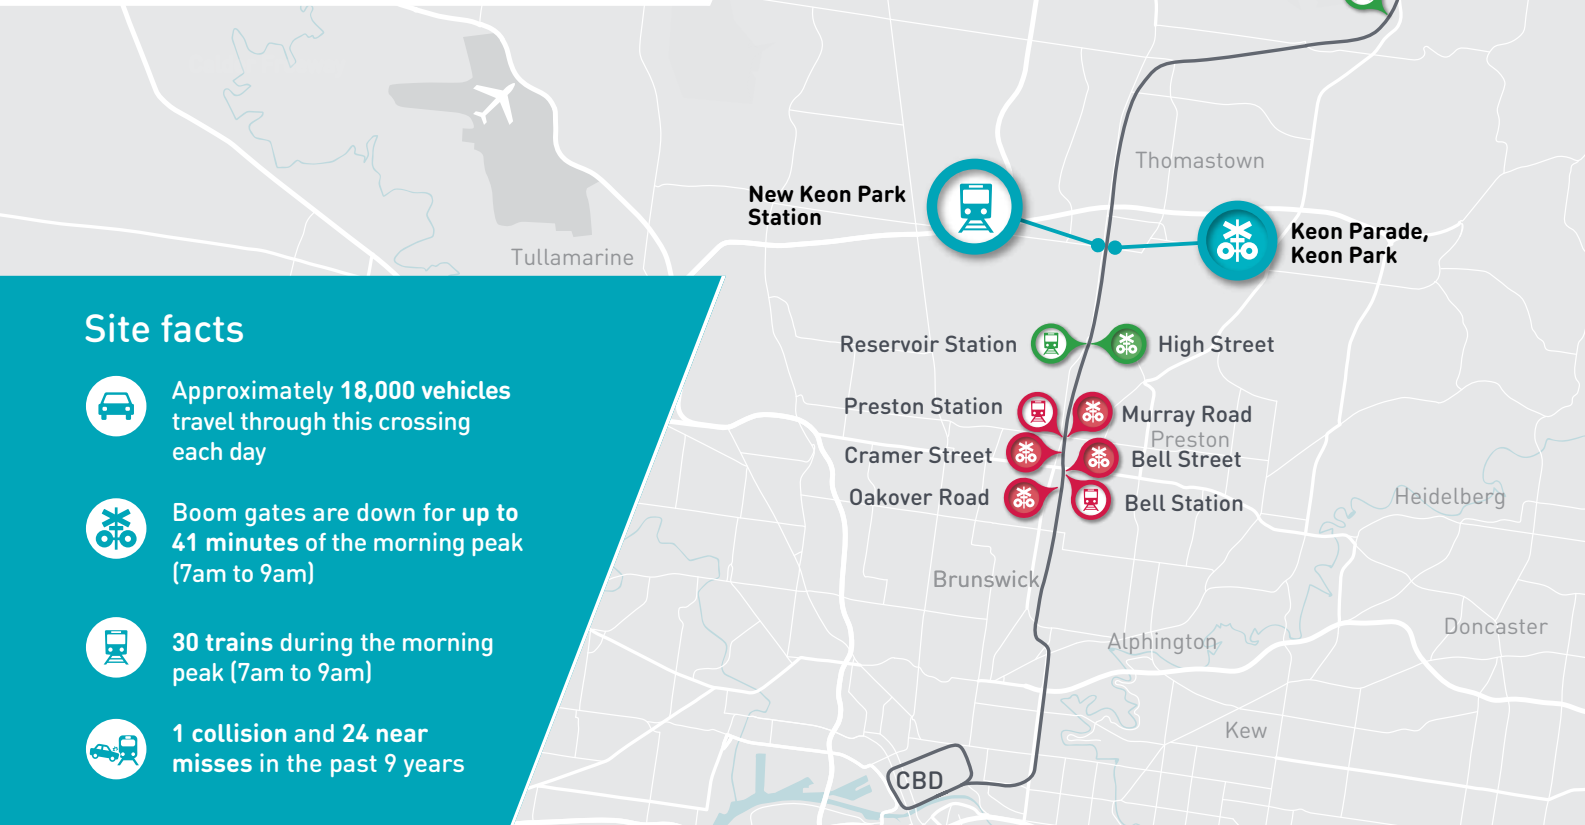 Thomastown
New Keon Park
Station
Keon Parade,
Keon Park
Tullamarine
Site facts
Approximately 18,000 vehicles
travel through this crossing
each day
Boom gates are down for up to
41 minutes of the morning peak
(7am to 9am)
30 trains during the morning
peak (7am to 9am)
1 collision and 24 near
misses in the past 9 years
Reservoir Station
High Street
Preston Station
Murray Road
Preston
Cramer Street
Bell Street
Oakover Road
Bell Station
Heidelberg
Brunswick
Alphington
Doncaster
Kew
CBD